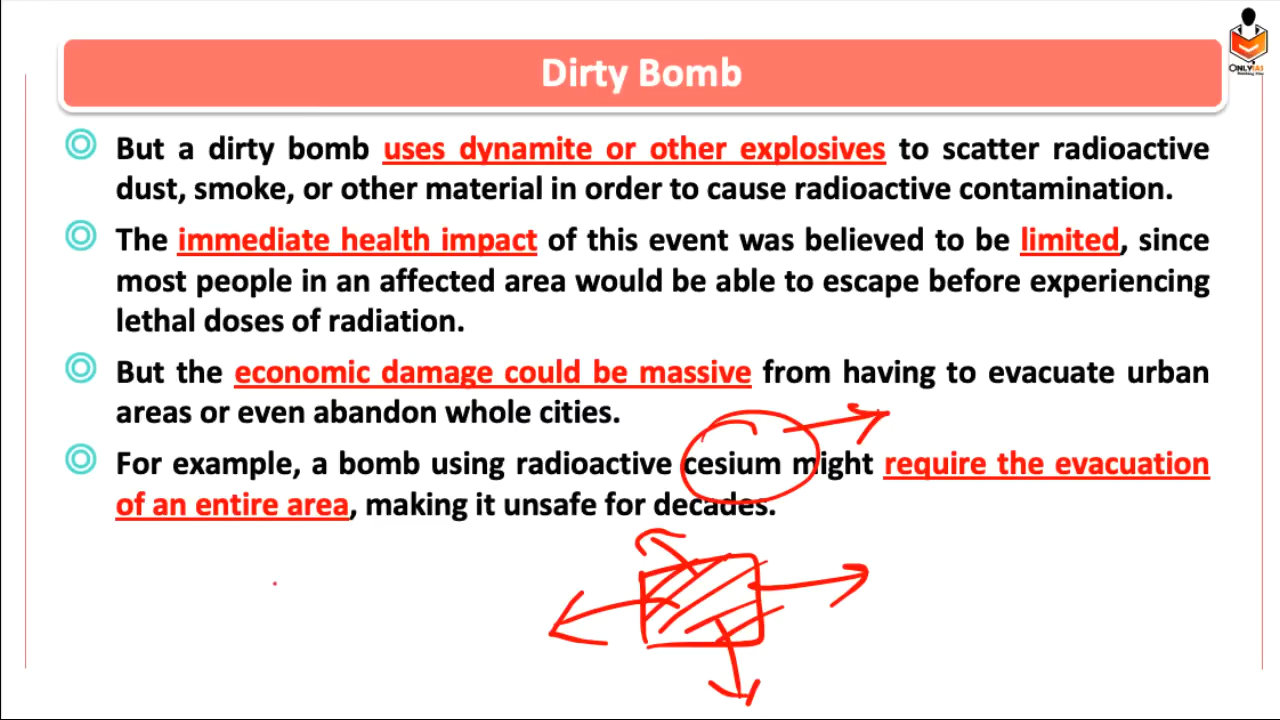 Dirty Bomb
ONLYIAS
But a dirty bomb uses dynamite or other explosives to scatter radioactive
dust, smoke, or other material in order to cause radioactive contamination.
The immediate health impact of this event was believed to be limited, since
most people in an affected area would be able to escape before experiencing
lethal doses of radiation.
But the economic damage could be massive from having to evacuate urban
areas or even abandon whole cities.
For example, a bomb using radioactive cesium might require the evacuation
of an entire area, making it unsafe for decades.